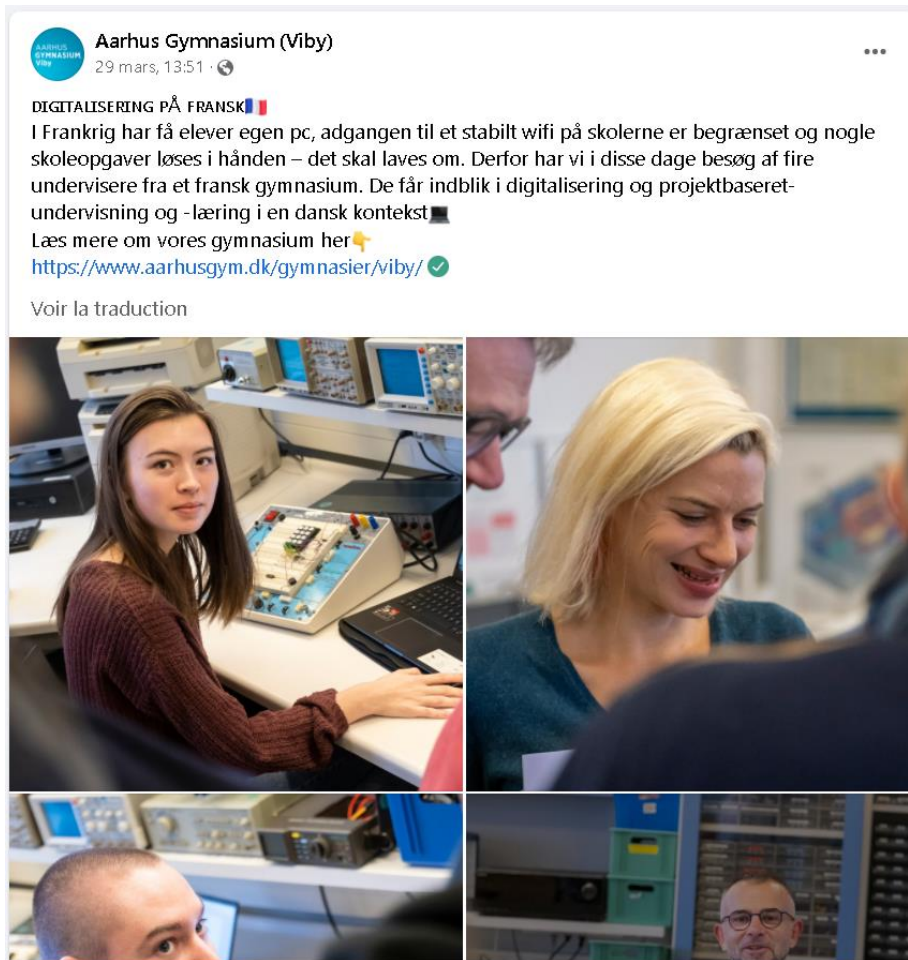 AARHUS
GYMNASIUM
Viby
Aarhus Gymnasium (Viby)
29 mars, 13:51 ·
DIGITALISERING PÅ FRANSK🇫🇷
I Frankrig har få elever egen pc, adgangen til et stabilt wifi på skolerne er begrænset og nogle
skoleopgaver løses i hånden – det skal laves om. Derfor har vi i disse dage besøg af fire
undervisere fra et fransk gymnasium. De får indblik i digitalisering og projektbaseret-
undervisning og -læring i en dansk kontekst💻
Læs mere om vores gymnasium her👇
https://www.aarhusgym.dk/gymnasier/viby/
Voir la traduction